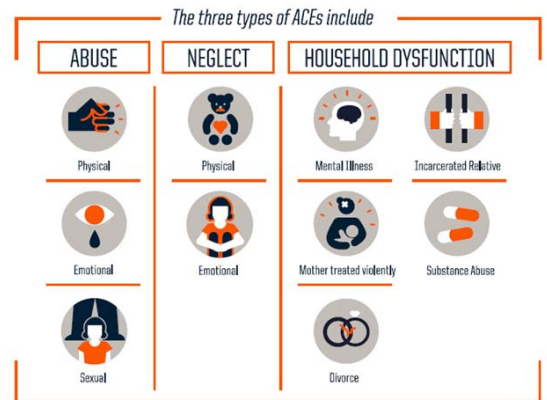 The three types of ACEs include
ABUSE
NEGLECT
HOUSEHOLD DYSFUNCTION
Physical
Physical
Mental Illness
Incarcerated Relative
Emotional
Emotional
Mother treated violently
Substance Abuse
Sexual
Divorce